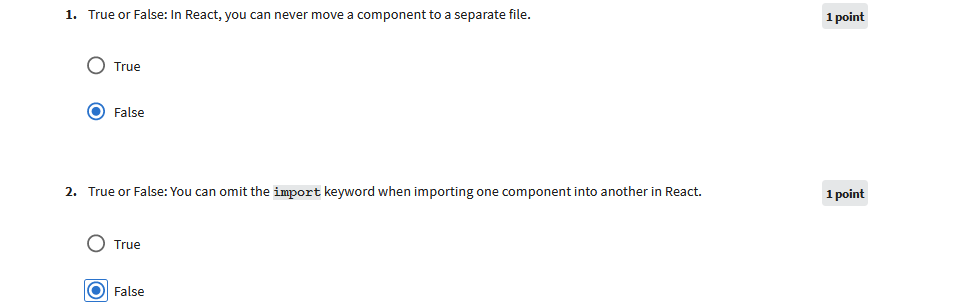 1. True or False: In React, you can never move a component to a separate file. 1 point
True
False
2. True or False: You can omit the import keyword when importing one component into another in React. 1 point
True
False